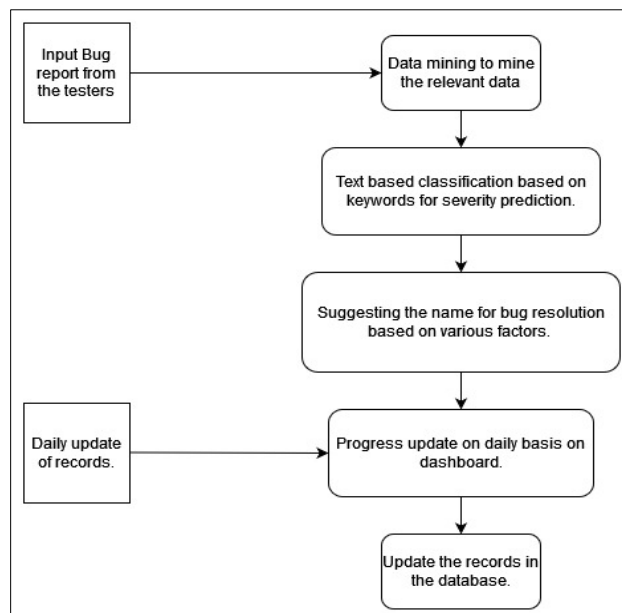 Input Bug
report from
the testers
Data mining to mine
the relevant data
Text based classification based on
keywords for severity prediction.
Suggesting the name for bug resolution
based on various factors.
Daily update
of records.
Progress update on daily basis on
dashboard.
Update the records in
the database.